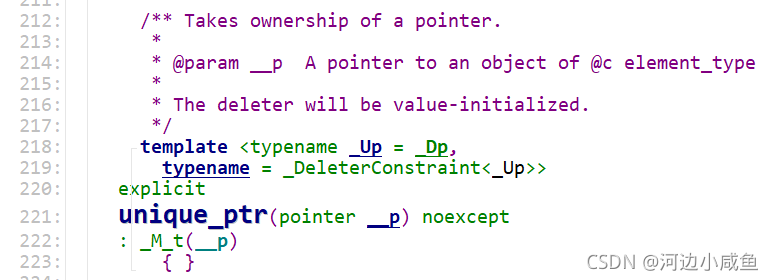 211:
212: /** Takes ownership of a pointer.
213: *
214: * @param __p A pointer to an object of @c element_type
215: *
216: * The deleter will be value-initialized.
217: */
218: template <typename _Up = _Dp,
219: typename = _DeleterConstraint<_Up>>
220: explicit
221: unique_ptr(pointer __p) noexcept
222: : _M_t(__p)
223: { }
CSDN @河边小咸鱼